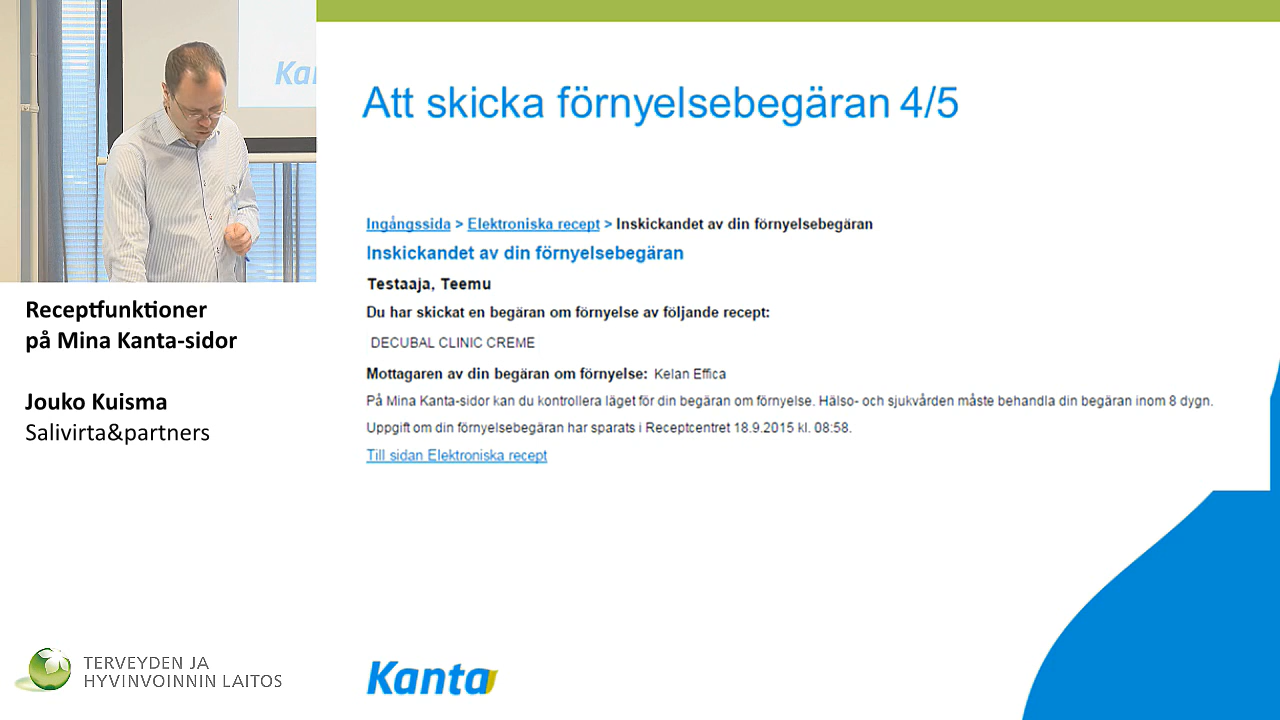 Kai
Att skicka förnyelsebegäran 4/5
Ingångssida > Elektroniska recept > Inskickandet av din förnyelsebegäran
Inskickandet av din förnyelsebegäran
Testaaja, Teemu
Du har skickat en begäran om förnyelse av följande recept:
DECUBAL CLINIC CREME
Mottagaren av din begäran om förnyelse: Kelan Effica
På Mina Kanta-sidor kan du kontrollera läget för din begäran om förnyelse. Hälso- och sjukvården måste behandla din begäran inom 8 dygn.
Uppgift om din förnyelsebegäran har sparats i Receptcentret 18.9.2015 kl. 08:58.
Till sidan Elektroniska recept
Receptfunktioner
på Mina Kanta-sidor
Jouko Kuisma
Salivirta&partners
TERVEYDEN JA
HYVINVOINNIN LAITOS
Kanta